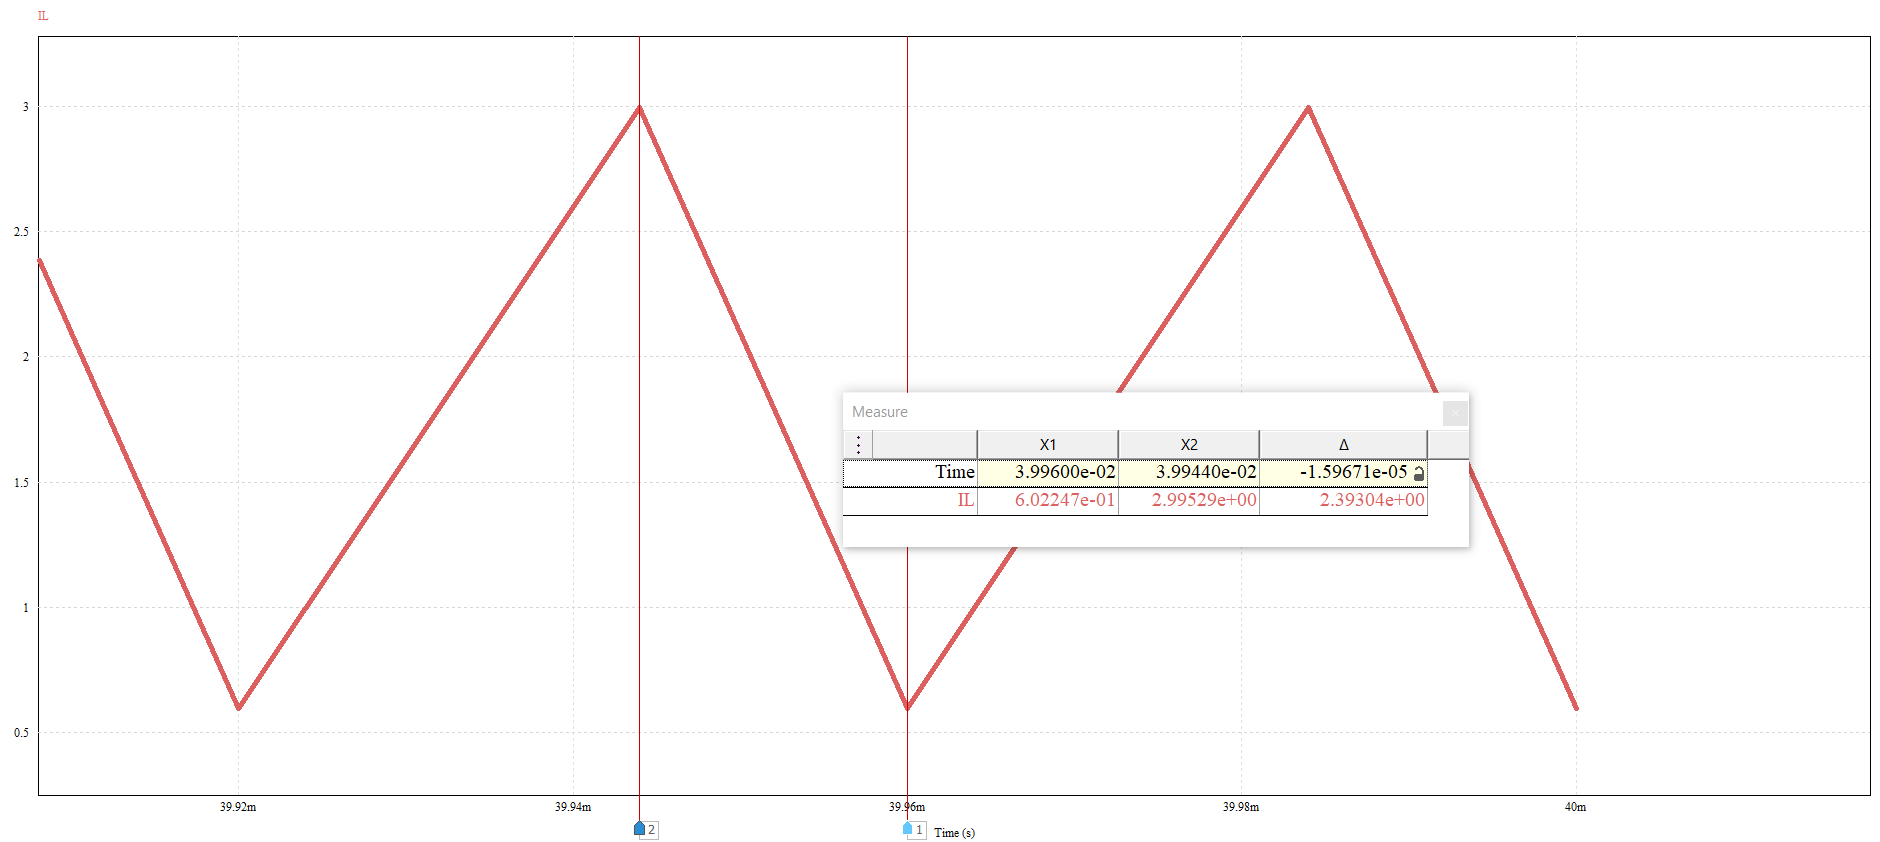 IL
3
2.5
2
1.5
1
0.5
Measure
X1 X2 Δ
Time 3.99600e-02 3.99440e-02 -1.59671e-05
IL 6.02247e-01 2.99529e+00 2.39304e+00
39.92m 39.94m 39.96m 39.98m 40m
2 1 Time (s)